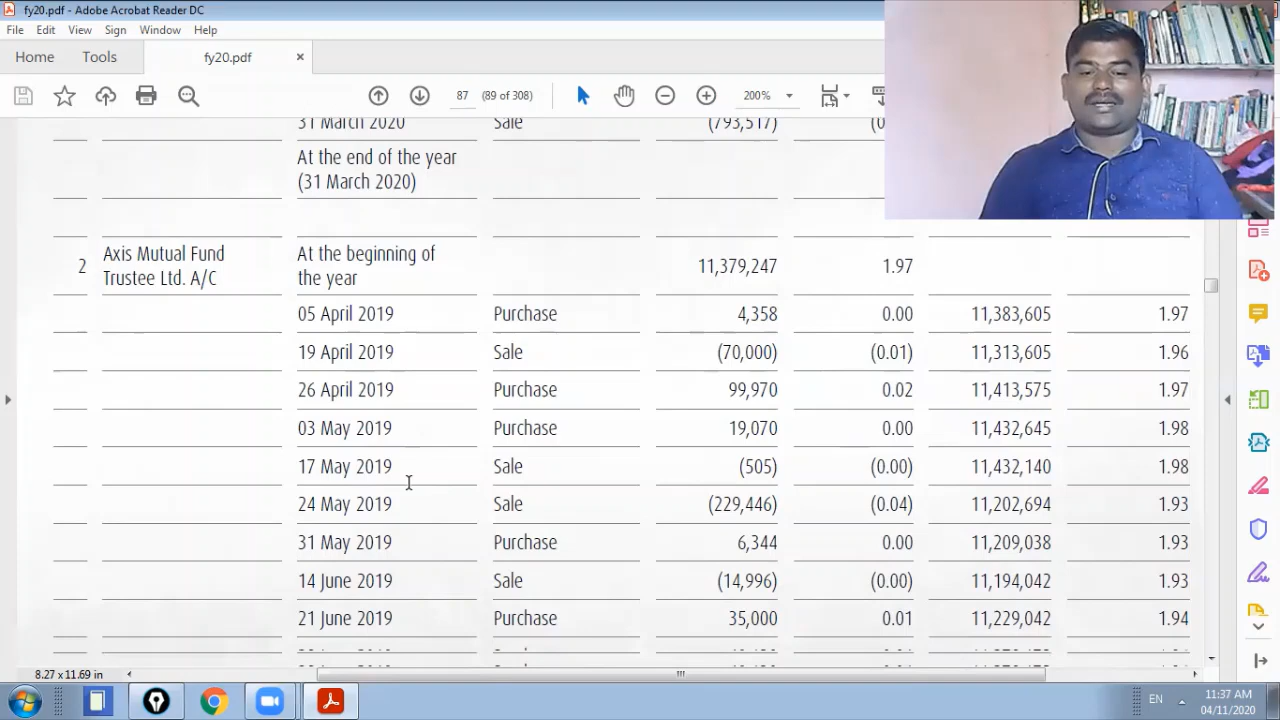 fy20.pdf - Adobe Acrobat Reader DC
File Edit View Sign Window Help
Home Tools fy20.pdf ×
87 (89 of 308) 200%
31 March 2020 Sale (793,517) (0
At the end of the year
(31 March 2020)
2 Axis Mutual Fund Trustee Ltd. A/C At the beginning of the year 11,379,247 1.97
05 April 2019 Purchase 4,358 0.00 11,383,605 1.97
19 April 2019 Sale (70,000) (0.01) 11,313,605 1.96
26 April 2019 Purchase 99,970 0.02 11,413,575 1.97
03 May 2019 Purchase 19,070 0.00 11,432,645 1.98
17 May 2019 Sale (505) (0.00) 11,432,140 1.98
24 May 2019 Sale (229,446) (0.04) 11,202,694 1.93
31 May 2019 Purchase 6,344 0.00 11,209,038 1.93
14 June 2019 Sale (14,996) (0.00) 11,194,042 1.93
21 June 2019 Purchase 35,000 0.01 11,229,042 1.94
8.27 x 11.69 in
EN 11:37 AM
04/11/2020